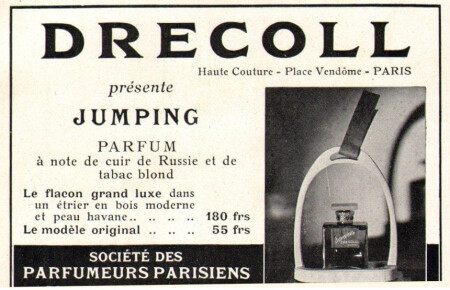 DRECOLL
Haute Couture - Place Vendôme - PARIS
présente
JUMPING
PARFUM
à note de cuir de Russie et de
tabac blond
Le flacon grand luxe dans
un étrier en bois moderne
et peau havane.. .. .. .. 180 frs
Le modèle original .. .. 55 frs
SOCIÉTÉ DES
PARFUMEURS PARISIENS